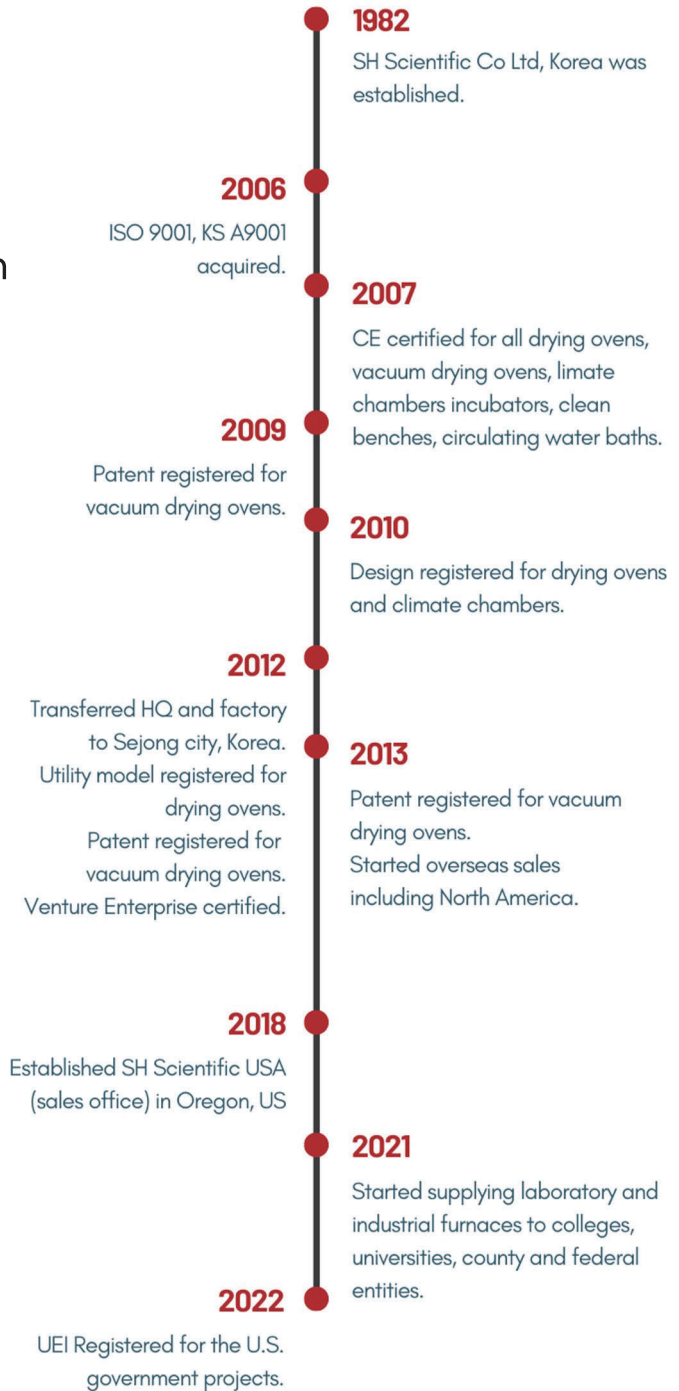 1982
SH Scientific Co Ltd, Korea was
established.
2006
ISO 9001, KS A9001
acquired.
n
2007
CE certified for all drying ovens,
vacuum drying ovens, limate
chambers incubators, clean
benches, circulating water baths.
2009
Patent registered for
vacuum drying ovens.
2010
Design registered for drying ovens
and climate chambers.
2012
Transferred HQ and factory
to Sejong city, Korea.
Utility model registered for
drying ovens.
Patent registered for
vacuum drying ovens.
Venture Enterprise certified.
2013
Patent registered for vacuum
drying ovens.
Started overseas sales
including North America.
2018
Established SH Scientific USA
(sales office) in Oregon, US
2021
Started supplying laboratory and
industrial furnaces to colleges,
universities, county and federal
entities.
2022
UEI Registered for the U.S.
government projects.